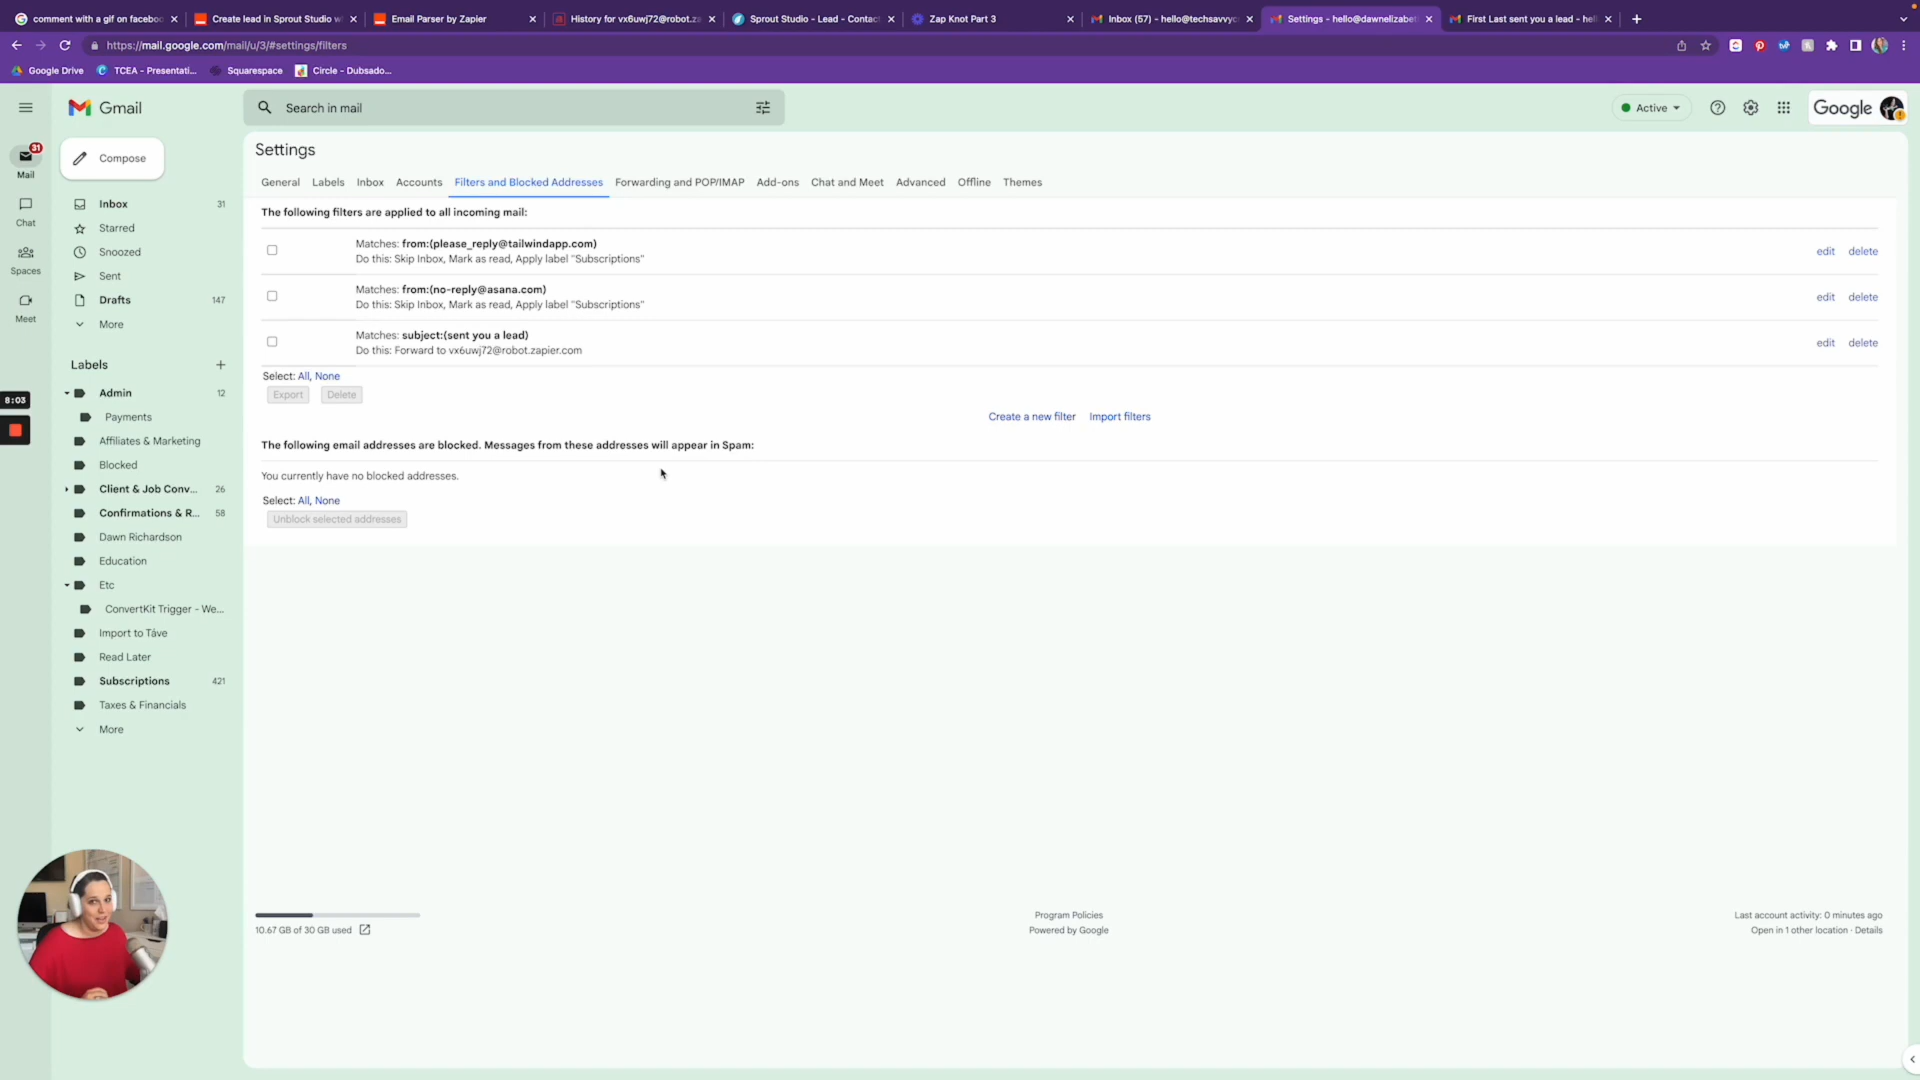 comment with a gif on facebo
Create lead in Sprout Studio w
Email Parser by Zapier
History for vx6uwj72@robot.za
Sprout Studio - Lead - Contac
Zap Knot Part 3
Inbox (57) - hello@techsavvyc
Settings - hello@dawnelizabet
First Last sent you a lead - hel
https://mail.google.com/mail/u/3/#settings/filters
Google Drive
TCEA - Presentati...
Squarespace
Circle - Dubsado...
Gmail
Search in mail
Active
Google
31
Mail
Chat
Spaces
Meet
Compose
Inbox 31
Starred
Snoozed
Sent
Drafts 147
More
Labels
Admin 12
Payments
Affiliates & Marketing
Blocked
Client & Job Conv... 26
Confirmations & R... 58
Dawn Richardson
Education
Etc
ConvertKit Trigger - We...
Import to Táve
Read Later
Subscriptions 421
Taxes & Financials
More
8:03
Settings
General Labels Inbox Accounts Filters and Blocked Addresses Forwarding and POP/IMAP Add-ons Chat and Meet Advanced Offline Themes
The following filters are applied to all incoming mail:
Matches: from:(please_reply@tailwindapp.com)
Do this: Skip Inbox, Mark as read, Apply label "Subscriptions"
edit delete
Matches: from:(no-reply@asana.com)
Do this: Skip Inbox, Mark as read, Apply label "Subscriptions"
edit delete
Matches: subject:(sent you a lead)
Do this: Forward to vx6uwj72@robot.zapier.com
edit delete
Select: All, None
Export Delete
Create a new filter Import filters
The following email addresses are blocked. Messages from these addresses will appear in Spam:
You currently have no blocked addresses.
Select: All, None
Unblock selected addresses
10.67 GB of 30 GB used
Program Policies
Powered by Google
Last account activity: 0 minutes ago
Open in 1 other location · Details